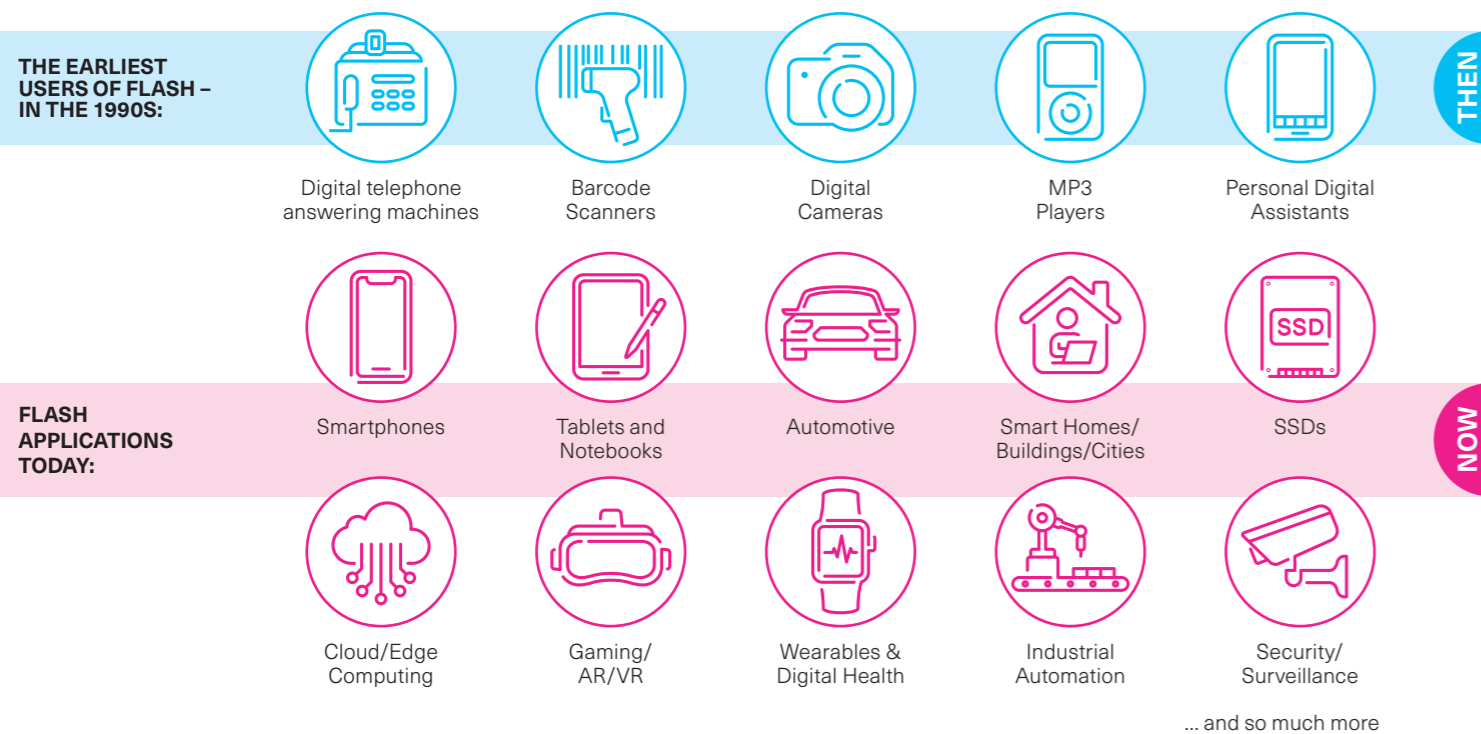 THE EARLIEST
USERS OF FLASH –
IN THE 1990S:
THEN
Digital telephone
answering machines
Barcode
Scanners
Digital
Cameras
MP3
Players
Personal Digital
Assistants
SSD
FLASH
APPLICATIONS
TODAY:
NOW
Smartphones
Tablets and
Notebooks
Automotive
Smart Homes/
Buildings/Cities
SSDs
Cloud/Edge
Computing
Gaming/
AR/VR
Wearables &
Digital Health
Industrial
Automation
Security/
Surveillance
... and so much more